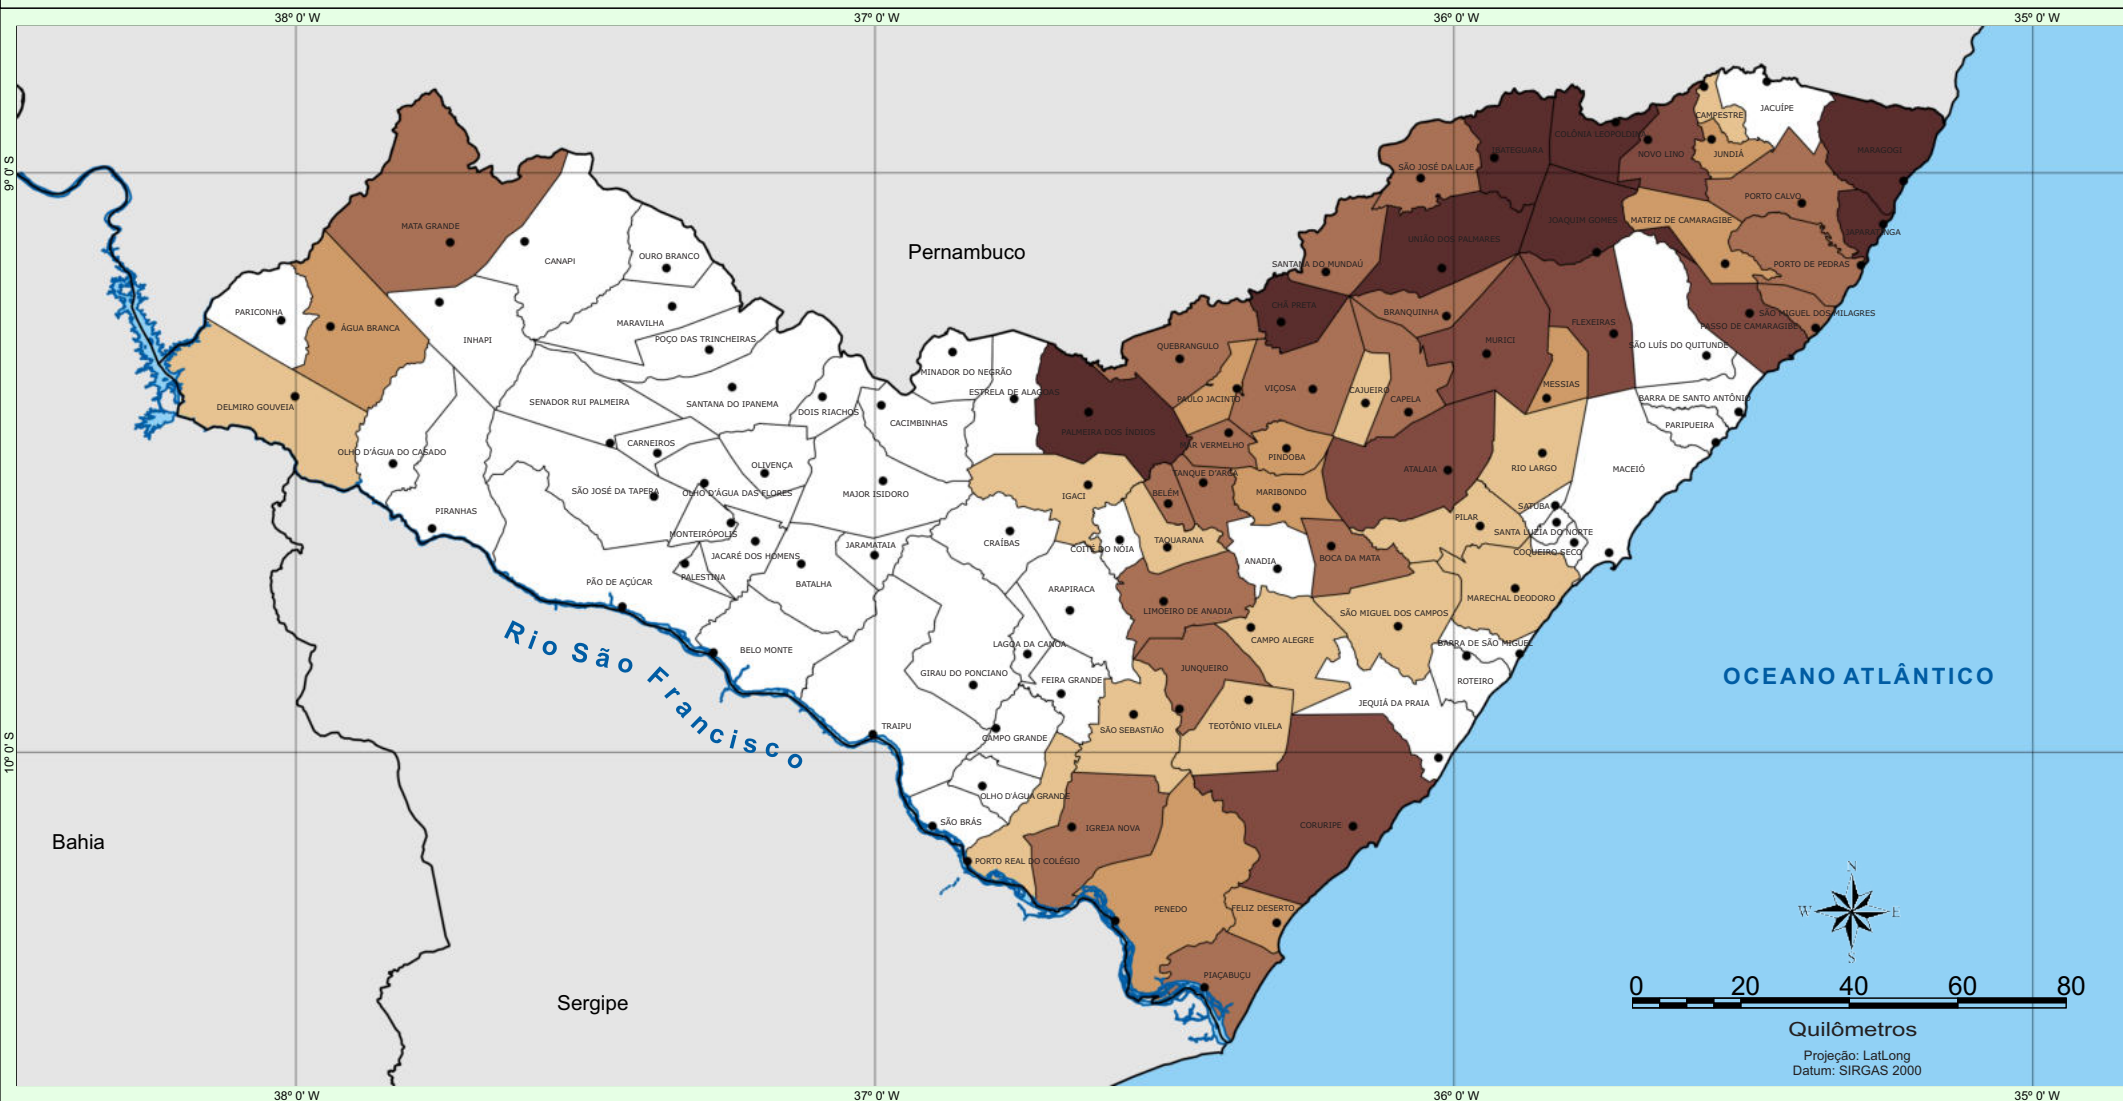 38° 0' W
37° 0' W
36° 0' W
35° 0' W
9° 0' S
10° 0' S
JACUÍPE
CAMPESTRE
COLÔNIA LEOPOLDINA
IBATEGUARA
NOVO LINO
JUNDIÁ
MARAGOGI
SÃO JOSÉ DA LAJE
PORTO CALVO
JOAQUIM GOMES
MATRIZ DE CAMARAGIBE
JAPARATINGA
MATA GRANDE
UNIÃO DOS PALMARES
Pernambuco
OURO BRANCO
CANAPI
SANTANA DO MUNDAÚ
PORTO DE PEDRAS
CHÃ PRETA
PARICONHA
BRANQUINHA
SÃO MIGUEL DOS MILAGRES
ÁGUA BRANCA
MARAVILHA
FLEXEIRAS
PASSO DE CAMARAGIBE
INHAPI
POÇO DAS TRINCHEIRAS
MURICI
QUEBRANGULO
SÃO LUÍS DO QUITUNDE
MINADOR DO NEGRÃO
MESSIAS
ESTRELA DE ALAGOAS
VIÇOSA
CAJUEIRO
PAULO JACINTO
CAPELA
BARRA DE SANTO ANTÔNIO
DELMIRO GOUVEIA
SENADOR RUI PALMEIRA
SANTANA DO IPANEMA
DOIS RIACHOS
CACIMBINHAS
PARIPUEIRA
PALMEIRA DOS ÍNDIOS
CARNEIROS
MAR VERMELHO
OLHO D'ÁGUA DO CASADO
PINDOBA
OLIVENÇA
ATALAIA
RIO LARGO
MACEIÓ
TANQUE D'ARCA
SÃO JOSÉ DA TAPERA
OLHO D'ÁGUA DAS FLORES
MAJOR ISIDORO
IGACI
BELÉM
MARIBONDO
SATUBA
PIRANHAS
PILAR
MONTEIRÓPOLIS
SANTA LUZIA DO NORTE
TAQUARANA
JARAMATAIA
CRAÍBAS
COITÉ DO NÓIA
COQUEIRO SECO
JACARÉ DOS HOMENS
ANADIA
BOCA DA MATA
PALESTINA
PÃO DE AÇÚCAR
BATALHA
ARAPIRACA
MARECHAL DEODORO
LIMOEIRO DE ANADIA
SÃO MIGUEL DOS CAMPOS
Rio São Francisco
CAMPO ALEGRE
LAGOA DA CANOA
BARRA DE SÃO MIGUEL
BELO MONTE
JUNQUEIRO
GIRAU DO PONCIANO
FEIRA GRANDE
ROTEIRO
OCEANO ATLÂNTICO
JEQUIÁ DA PRAIA
TRAIPU
TEOTÔNIO VILELA
SÃO SEBASTIÃO
CAMPO GRANDE
OLHO D'ÁGUA GRANDE
SÃO BRÁS
IGREJA NOVA
CORURIPE
Bahia
PORTO REAL DO COLÉGIO
PENEDO
FELIZ DESERTO
PIAÇABUÇU
Sergipe
N
W
E
S
0 20 40 60 80
Quilômetros
Projeção: LatLong
Datum: SIRGAS 2000
38° 0' W
37° 0' W
36° 0' W
35° 0' W